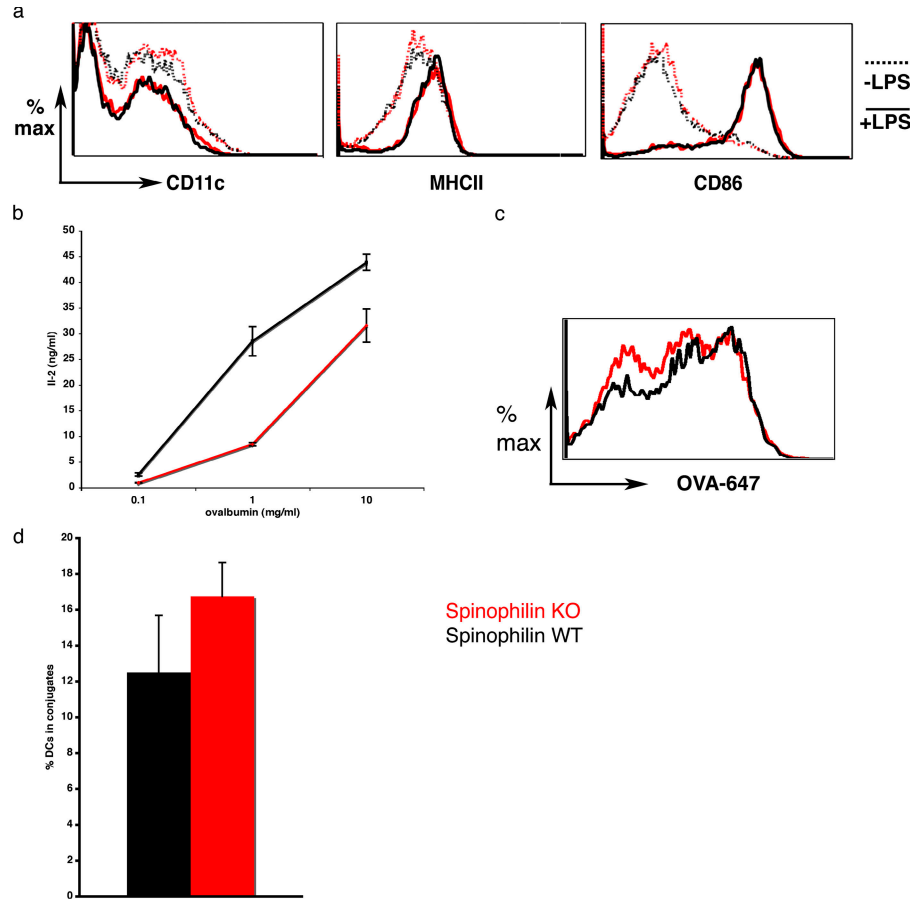 a
%
max
CD11c
MHCII
CD86
-LPS
+LPS
b
50
45
40
35
30
25
20
15
10
5
0
Il-2 (ng/ml)
0.1
1
10
ovalbumin (mg/ml)
c
%
max
OVA-647
d
20
18
16
14
12
10
8
6
4
2
0
% DCs in conjugates
Spinophilin KO
Spinophilin WT